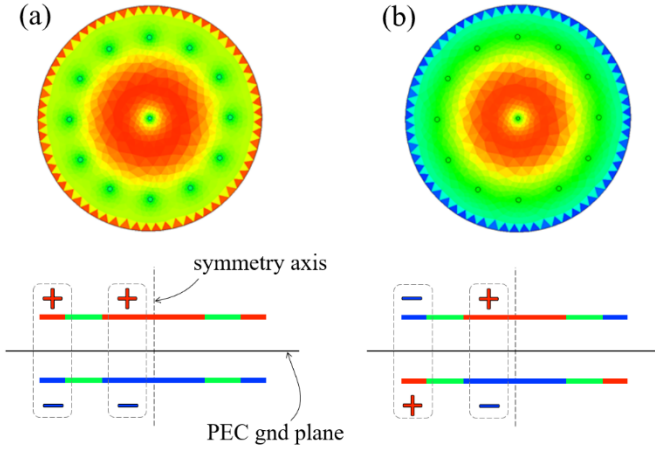 (a)
(b)
symmetry axis
+ +
− +
− −
+ −
PEC gnd plane